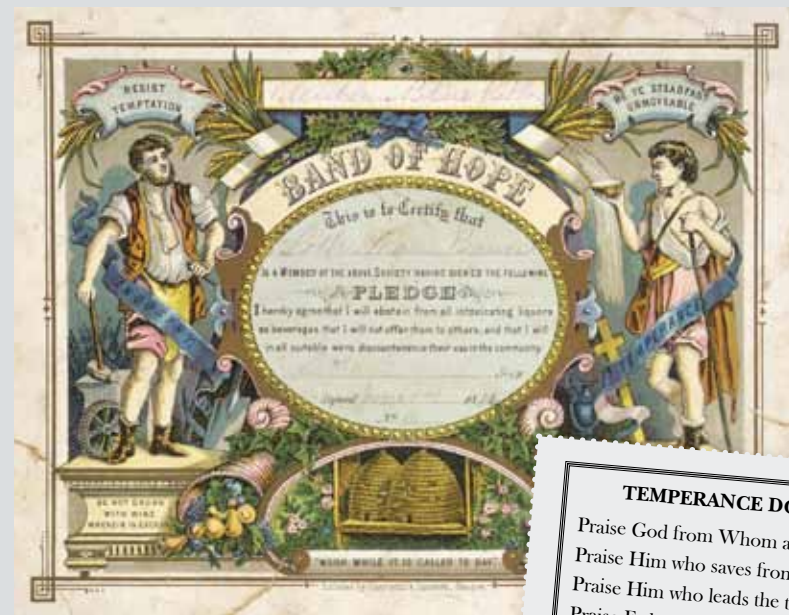 RESIST
TEMPTATION
BE YE STEADFAST
UNMOVEABLE
BAND OF HOPE
This is to Certify that
IS A MEMBER OF THE ABOVE SOCIETY HAVING SIGNED THE FOLLOWING
PLEDGE
I hereby agree that I will abstain from all intoxicating liquors
as beverages that I will not offer them to others, and that I will
in all suitable ways discountenance their use in the community
Signed
TEMPERANCE
BE NOT DRUNK
WITH WINE
WHEREIN IS EXCESS
"WORK WHILE IT IS CALLED TO DAY"
TEMPERANCE DO
Praise God from Whom a
Praise Him who saves from
Praise Him who leads the t